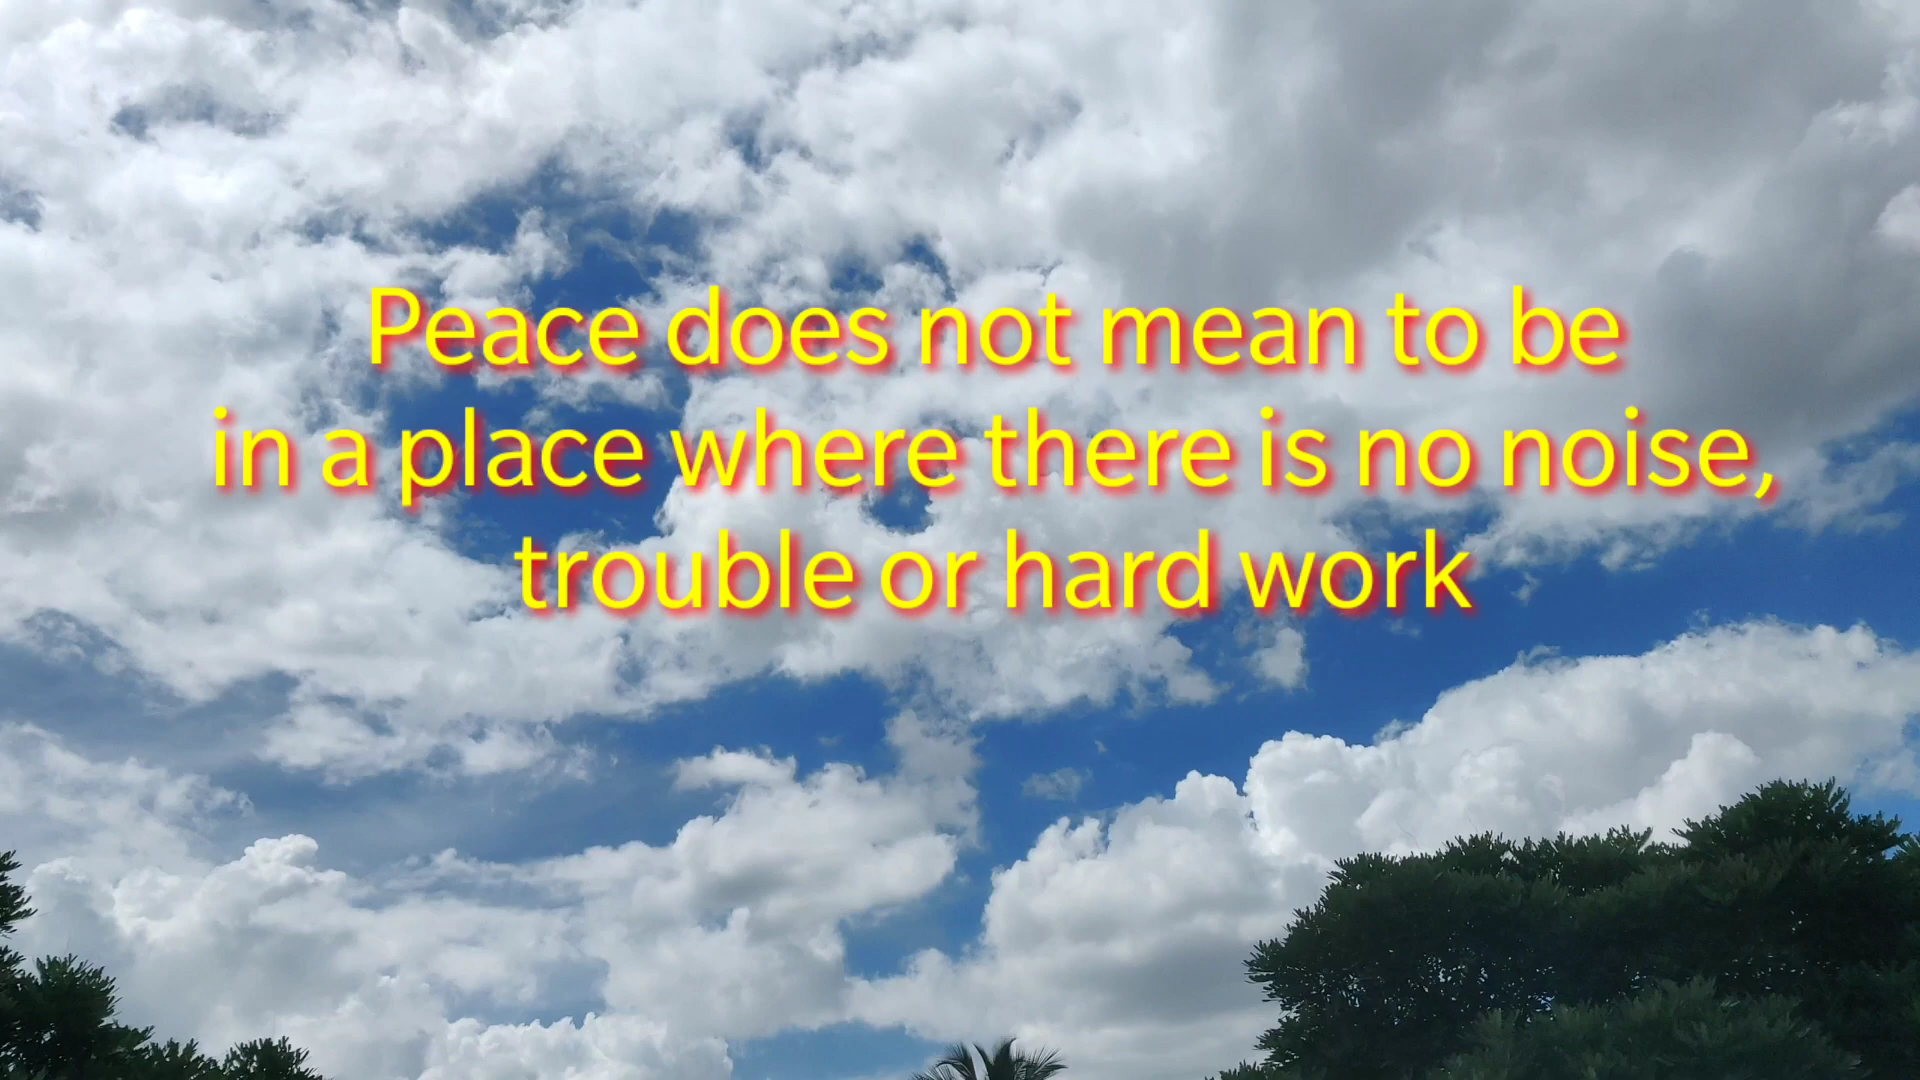 Peace does not mean to be
in a place where there is no noise,
trouble or hard work